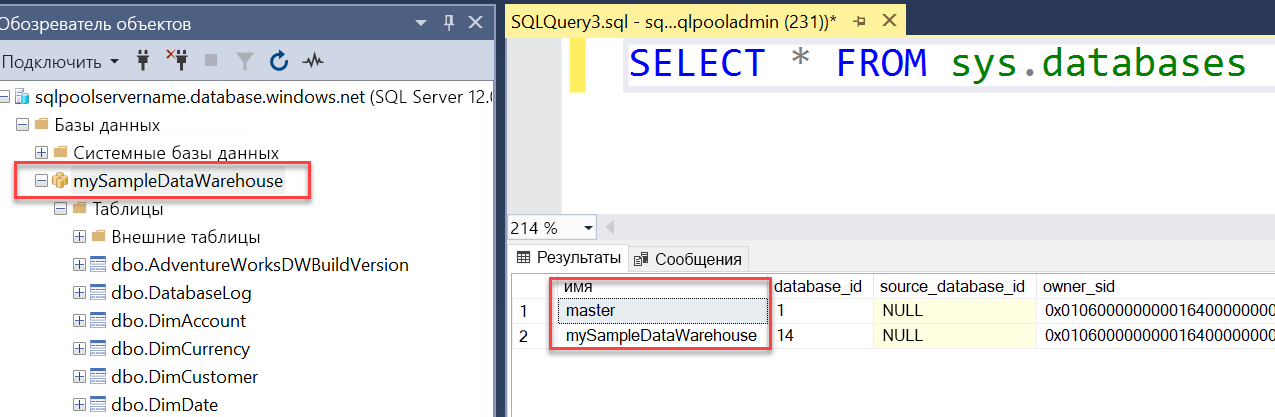 Обозреватель объектов
Подключить
sqlpoolservername.database.windows.net (SQL Server 12.0
Базы данных
Системные базы данных
mySampleDataWarehouse
Таблицы
Внешние таблицы
dbo.AdventureWorksDWBuildVersion
dbo.DatabaseLog
dbo.DimAccount
dbo.DimCurrency
dbo.DimCustomer
dbo.DimDate
SQLQuery3.sql - sq...qlpooladmin (231))*
SELECT * FROM sys.databases
214 %
Результаты Сообщения
имя database_id source_database_id owner_sid
1 master 1 NULL 0x01060000000001640000000
2 mySampleDataWarehouse 14 NULL 0x01060000000001640000000